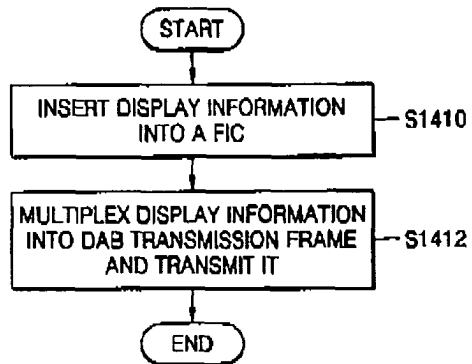 START
INSERT DISPLAY INFORMATION
INTO A FIC
S1410
MULTIPLEX DISPLAY INFORMATION
INTO DAB TRANSMISSION FRAME
AND TRANSMIT IT
S1412
END